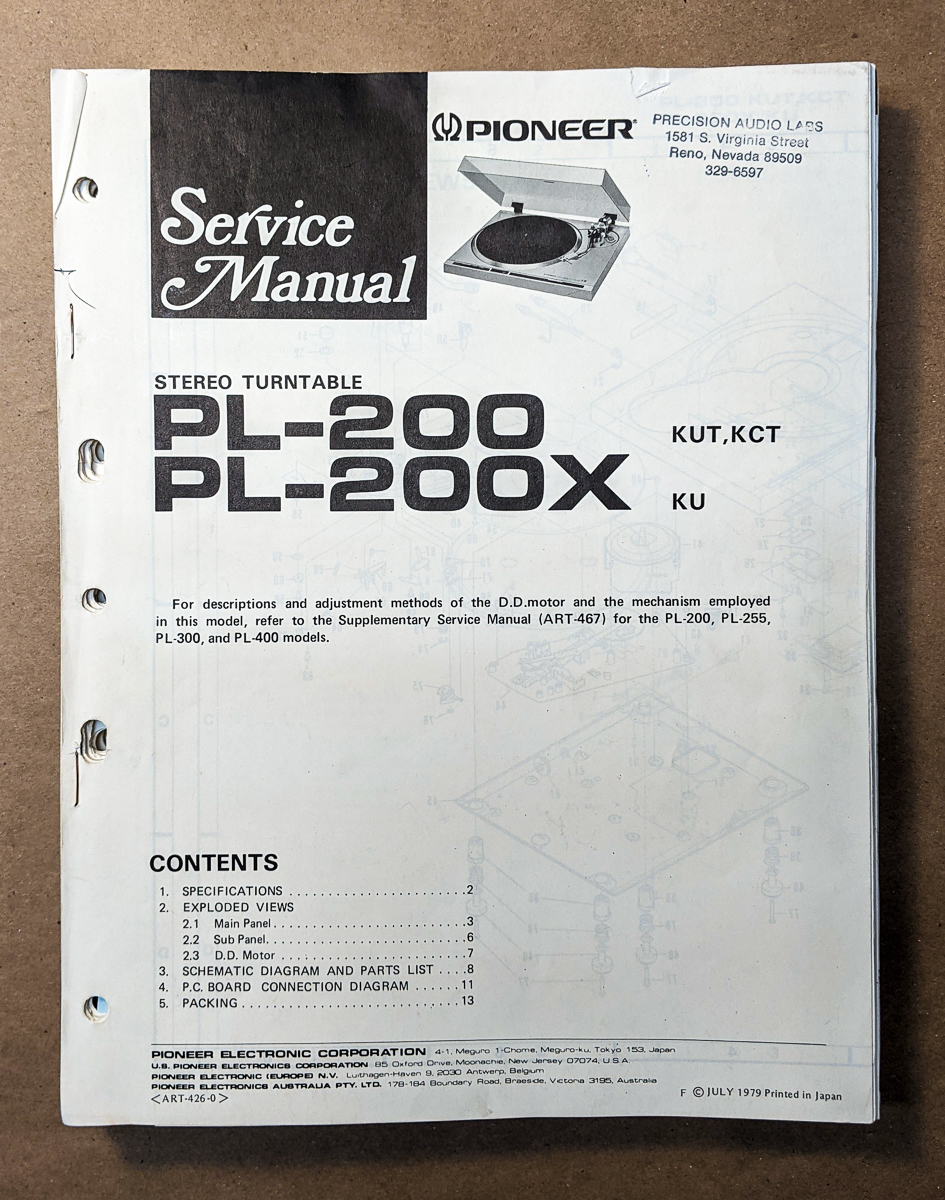 Service
Manual
PIONEER®
PRECISION AUDIO LABS
1581 S. Virginia Street
Reno, Nevada 89509
329-6597
STEREO TURNTABLE
PL-200 KUT,KCT
PL-200X KU
For descriptions and adjustment methods of the D.D.motor and the mechanism employed
in this model, refer to the Supplementary Service Manual (ART-467) for the PL-200, PL-255,
PL-300, and PL-400 models.
CONTENTS
1. SPECIFICATIONS ........................2
2. EXPLODED VIEWS
2.1 Main Panel.........................3
2.2 Sub Panel..........................6
2.3 D.D. Motor .........................7
3. SCHEMATIC DIAGRAM AND PARTS LIST ....8
4. P.C. BOARD CONNECTION DIAGRAM ......11
5. PACKING............................13
PIONEER ELECTRONIC CORPORATION 4-1, Meguro 1-Chome, Meguro-ku, Tokyo 153, Japan
U.S. PIONEER ELECTRONICS CORPORATION 85 Oxford Drive, Moonachie, New Jersey 07074, U.S.A.
PIONEER ELECTRONIC (EUROPE) N.V. Luithagen-Haven 9, 2030 Antwerp, Belgium
PIONEER ELECTRONICS AUSTRALIA PTY. LTD. 178-184 Boundary Road, Braeside, Victoria 3195, Australia
<ART-426-0>
F © JULY 1979 Printed in Japan